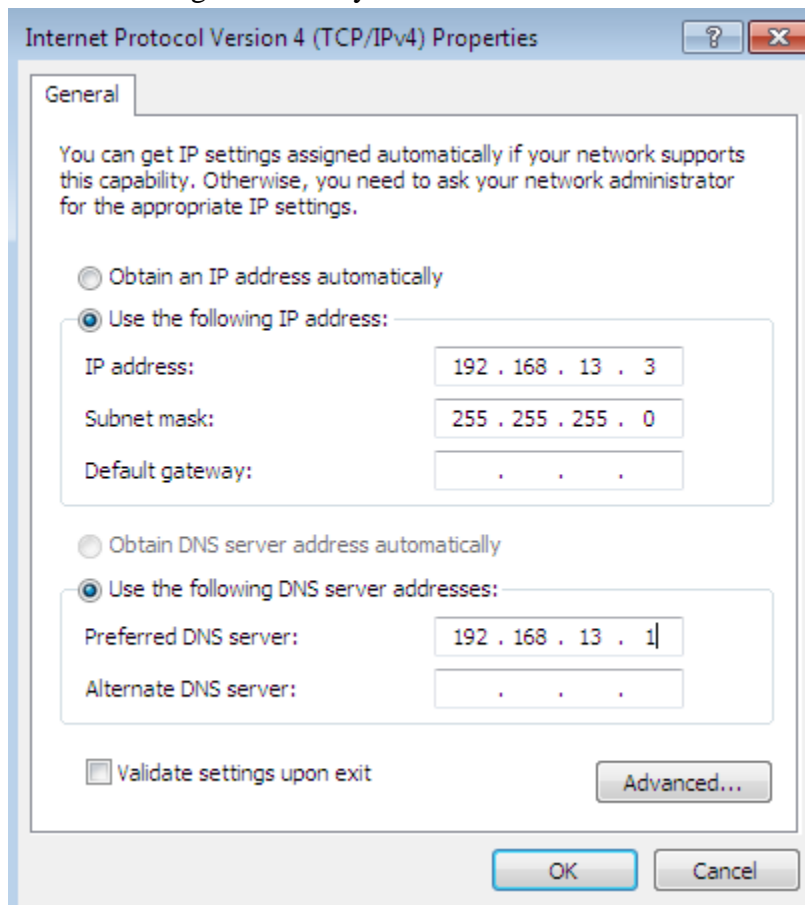 Internet Protocol Version 4 (TCP/IPv4) Properties
General
You can get IP settings assigned automatically if your network supports
this capability. Otherwise, you need to ask your network administrator
for the appropriate IP settings.
Obtain an IP address automatically
Use the following IP address:
IP address: 192 . 168 . 13 . 3
Subnet mask: 255 . 255 . 255 . 0
Default gateway: . . .
Obtain DNS server address automatically
Use the following DNS server addresses:
Preferred DNS server: 192 . 168 . 13 . 1
Alternate DNS server: . . .
Validate settings upon exit
Advanced...
OK Cancel